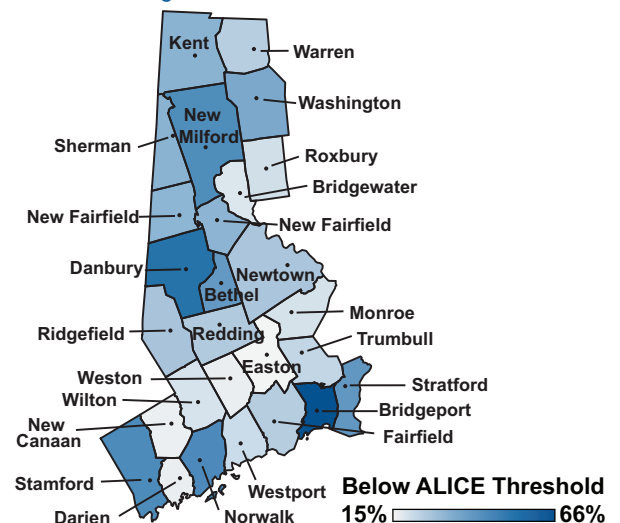 Kent
Warren
Washington
New
Milford
Sherman
Roxbury
Bridgewater
New Fairfield
New Fairfield
Danbury
Newtown
Bethel
Monroe
Ridgefield
Redding
Trumbull
Easton
Weston
Stratford
Wilton
Bridgeport
New
Canaan
Fairfield
Stamford
Westport
Darien
Norwalk
Below ALICE Threshold
15% 66%